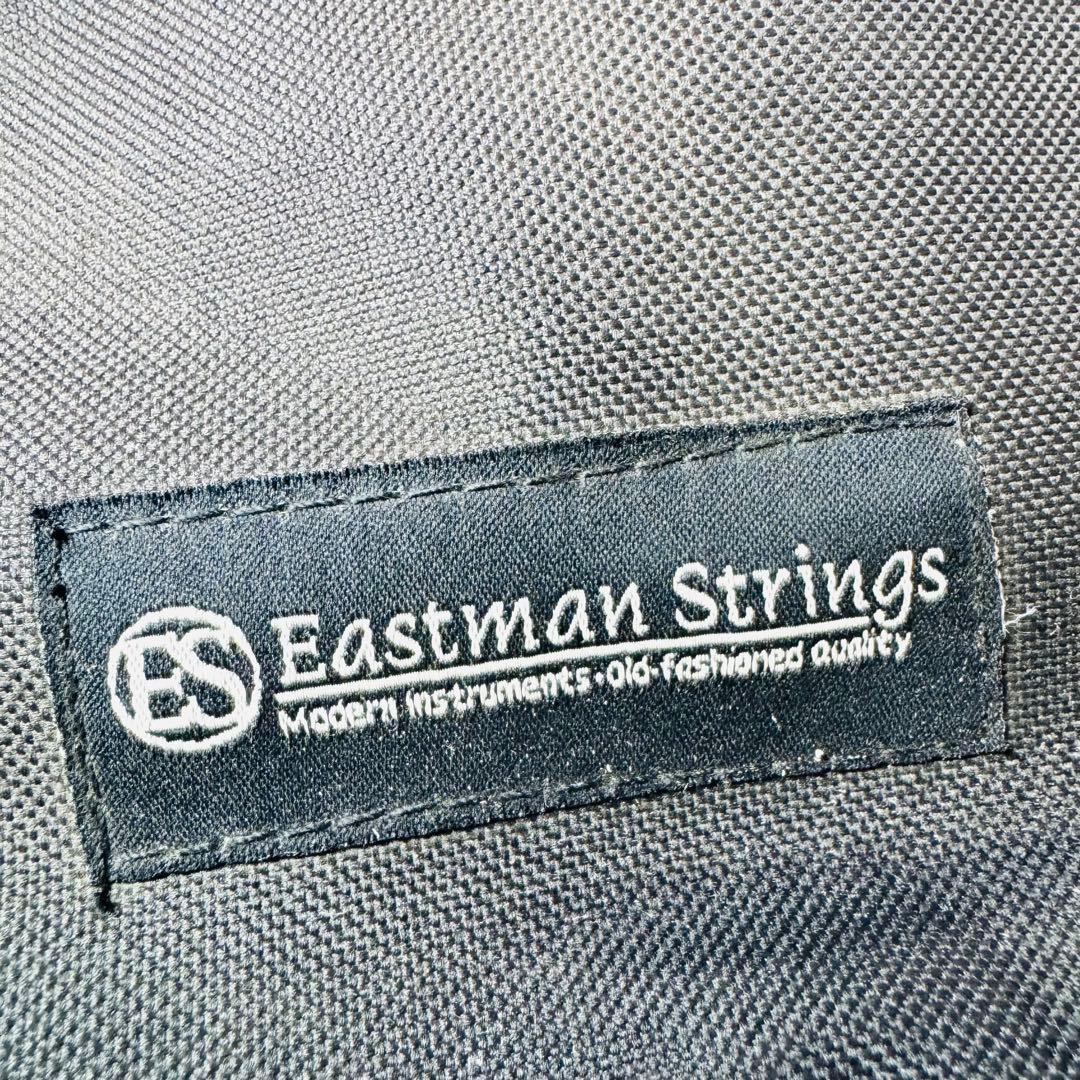 ES
Eastman Strings
Modern Instruments·Old-fashioned Quality